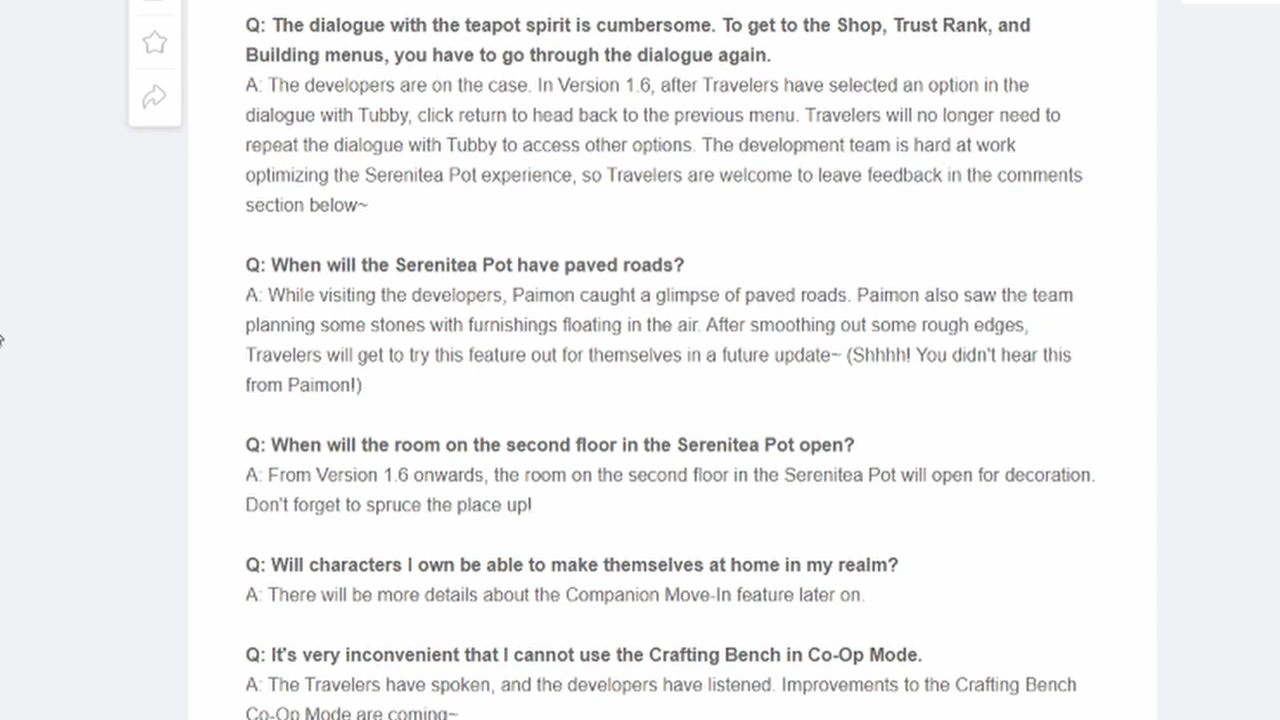 Q: The dialogue with the teapot spirit is cumbersome. To get to the Shop, Trust Rank, and
Building menus, you have to go through the dialogue again.
A: The developers are on the case. In Version 1.6, after Travelers have selected an option in the
dialogue with Tubby, click return to head back to the previous menu. Travelers will no longer need to
repeat the dialogue with Tubby to access other options. The development team is hard at work
optimizing the Serenitea Pot experience, so Travelers are welcome to leave feedback in the comments
section below~
Q: When will the Serenitea Pot have paved roads?
A: While visiting the developers, Paimon caught a glimpse of paved roads. Paimon also saw the team
planning some stones with furnishings floating in the air. After smoothing out some rough edges,
Travelers will get to try this feature out for themselves in a future update~ (Shhhh! You didn't hear this
from Paimon!)
Q: When will the room on the second floor in the Serenitea Pot open?
A: From Version 1.6 onwards, the room on the second floor in the Serenitea Pot will open for decoration.
Don't forget to spruce the place up!
Q: Will characters I own be able to make themselves at home in my realm?
A: There will be more details about the Companion Move-In feature later on.
Q: It's very inconvenient that I cannot use the Crafting Bench in Co-Op Mode.
A: The Travelers have spoken, and the developers have listened. Improvements to the Crafting Bench
Co-Op Mode are coming~